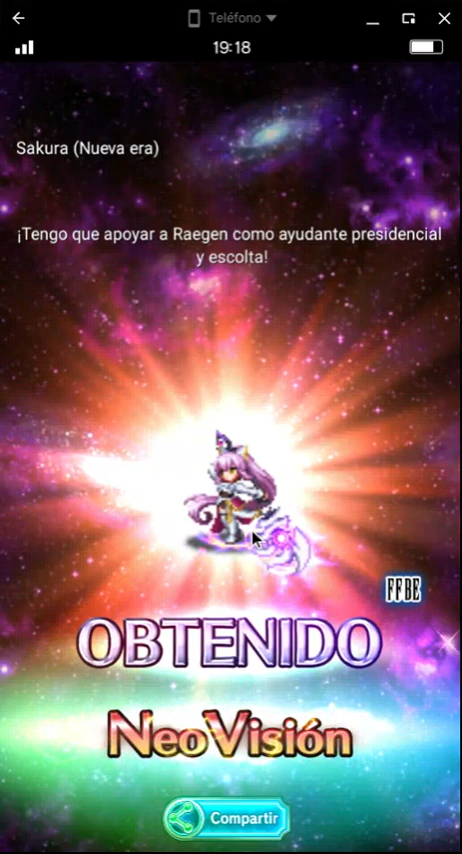 Teléfono
19:18
Sakura (Nueva era)
¡Tengo que apoyar a Raegen como ayudante presidencial
y escolta!
FFBE
OBTENIDO
NeoVisión
Compartir